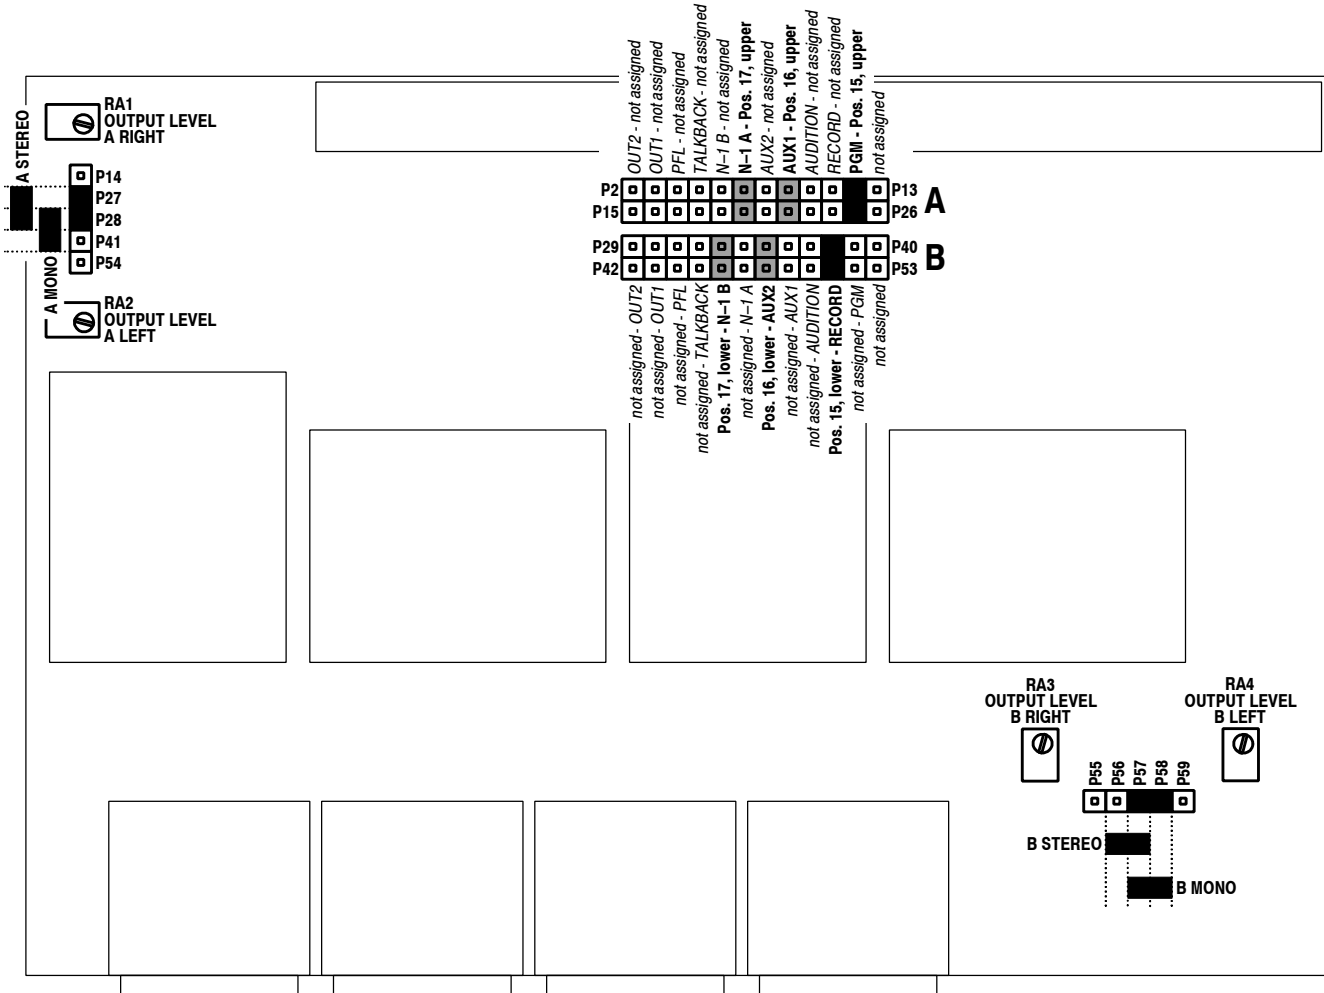 A STEREO
RA1
OUTPUT LEVEL
A RIGHT
P14
P27
P28
P41
P54
A MONO
RA2
OUTPUT LEVEL
A LEFT
OUT2 - not assigned
OUT1 - not assigned
PFL - not assigned
TALKBACK - not assigned
N–1 B - not assigned
N–1 A - Pos. 17, upper
AUX2 - not assigned
AUX1 - Pos. 16, upper
AUDITION - not assigned
RECORD - not assigned
PGM - Pos. 15, upper
not assigned
P2
P13
A
P15
P26
P29
P40
B
P42
P53
not assigned - OUT2
not assigned - OUT1
not assigned - PFL
not assigned - TALKBACK
Pos. 17, lower - N–1 B
not assigned - N–1 A
Pos. 16, lower - AUX2
not assigned - AUX1
not assigned - AUDITION
Pos. 15, lower - RECORD
not assigned - PGM
not assigned
RA3
OUTPUT LEVEL
B RIGHT
RA4
OUTPUT LEVEL
B LEFT
P55
P56
P57
P58
P59
B STEREO
B MONO